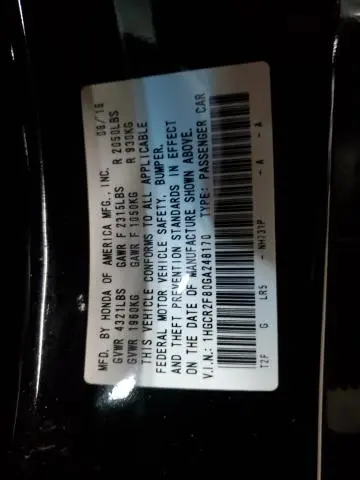 MFD. BY HONDA OF AMERICA MFG., INC. 08/16
GVWR 4321LBS GAWR F 2315LBS R 2050LBS
GVWR 1960KG GAWR F 1050KG R 930KG
THIS VEHICLE CONFORMS TO ALL APPLICABLE
FEDERAL MOTOR VEHICLE SAFETY, BUMPER,
AND THEFT PREVENTION STANDARDS IN EFFECT
ON THE DATE OF MANUFACTURE SHOWN ABOVE.
V.I.N.: 1HGCR2F80GA248170 TYPE: PASSENGER CAR
T2F G LR5 - NH731P - A - A